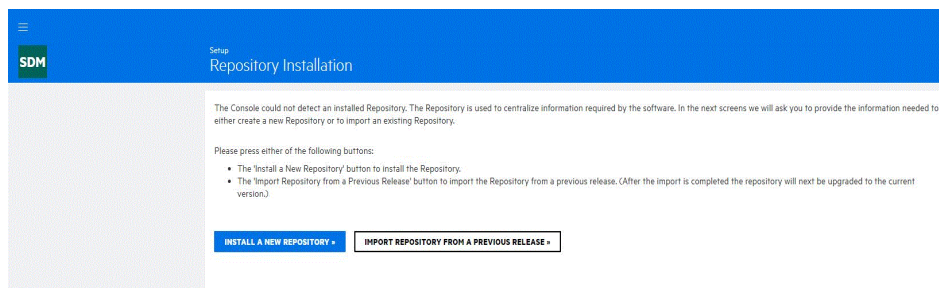 SDM
Setup
Repository Installation
The Console could not detect an installed Repository. The Repository is used to centralize information required by the software. In the next screens we will ask you to provide the information needed to
either create a new Repository or to import an existing Repository.
Please press either of the following buttons:
• The 'Install a New Repository' button to install the Repository.
• The 'Import Repository from a Previous Release' button to import the Repository from a previous release. (After the import is completed the repository will next be upgraded to the current
version.)
INSTALL A NEW REPOSITORY » IMPORT REPOSITORY FROM A PREVIOUS RELEASE »